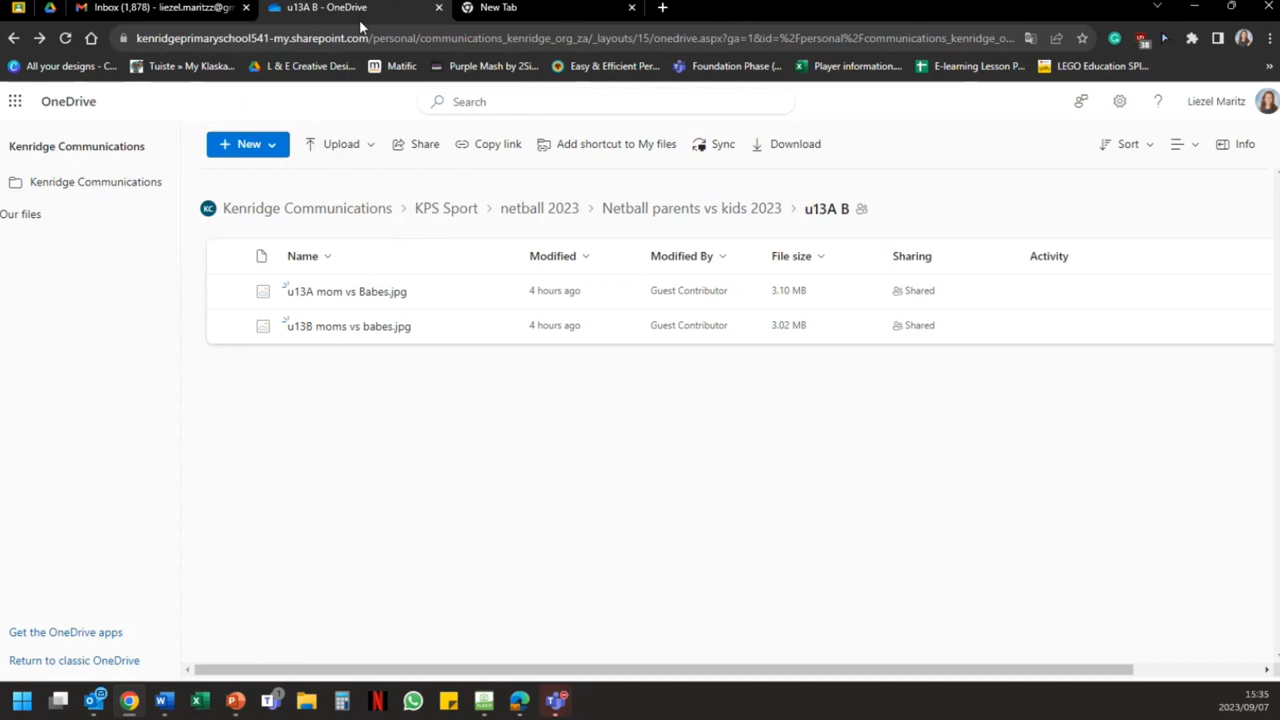 Inbox (1,878) - liezel.maritzz@gm
u13A B - OneDrive
New Tab
kenridgeprimaryschool541-my.sharepoint.com/personal/communications_kenridge_org_za/_layouts/15/onedrive.aspx?ga=1&id=%2Fpersonal%2Fcommunications_kenridge_o...
38
All your designs - C...
Tuiste » My Klaska...
L & E Creative Desi...
Matific
Purple Mash by 2Si...
Easy & Efficient Per...
Foundation Phase (...
Player information....
E-learning Lesson P...
LEGO Education SPI...
»
OneDrive
Search
?
Liezel Maritz
Kenridge Communications
+ New
Upload
Share
Copy link
Add shortcut to My files
Sync
Download
Sort
Info
Kenridge Communications
Our files
KC Kenridge Communications > KPS Sport > netball 2023 > Netball parents vs kids 2023 > u13A B
Name Modified Modified By File size Sharing Activity
u13A mom vs Babes.jpg 4 hours ago Guest Contributor 3.10 MB Shared
u13B moms vs babes.jpg 4 hours ago Guest Contributor 3.02 MB Shared
Get the OneDrive apps
Return to classic OneDrive
15:35
2023/09/07